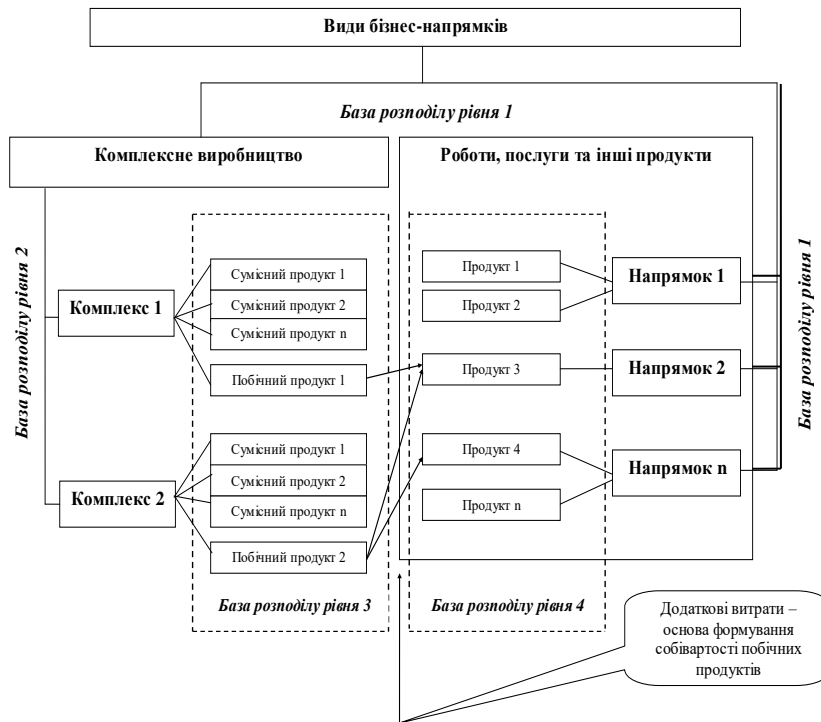 Види бізнес-напрямків
База розподілу рівня 1
Комплексне виробництво
Роботи, послуги та інші продукти
База розподілу рівня 2
Комплекс 1
Сумісний продукт 1
Сумісний продукт 2
Сумісний продукт n
Побічний продукт 1
Комплекс 2
Сумісний продукт 1
Сумісний продукт 2
Сумісний продукт n
Побічний продукт 2
База розподілу рівня 3
Продукт 1
Продукт 2
Продукт 3
Продукт 4
Продукт n
База розподілу рівня 4
Напрямок 1
Напрямок 2
Напрямок n
База розподілу рівня 1
Додаткові витрати –
основа формування
собівартості побічних
продуктів